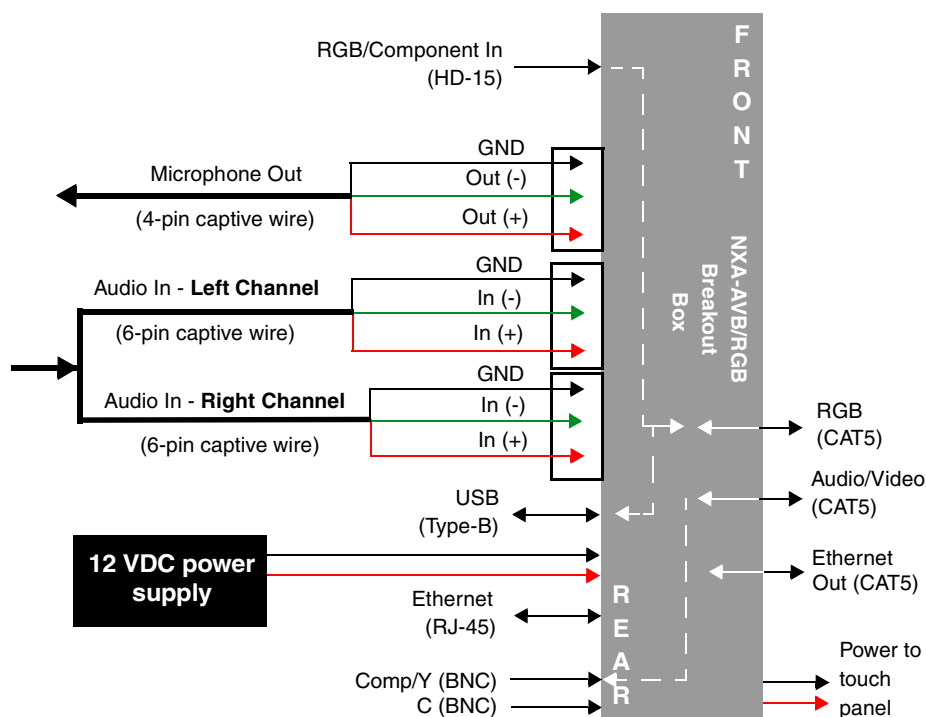 RGB/Component In
(HD-15)
FRONT
GND
Microphone Out
Out (-)
(4-pin captive wire)
Out (+)
NXA-AVB/RGB
Breakout
Box
GND
Audio In - Left Channel
In (-)
(6-pin captive wire)
In (+)
GND
Audio In - Right Channel
In (-)
(6-pin captive wire)
In (+)
RGB
(CAT5)
Audio/Video
(CAT5)
USB
(Type-B)
12 VDC power
supply
Ethernet
Out (CAT5)
Ethernet
(RJ-45)
REAR
Comp/Y (BNC)
C (BNC)
Power to
touch
panel